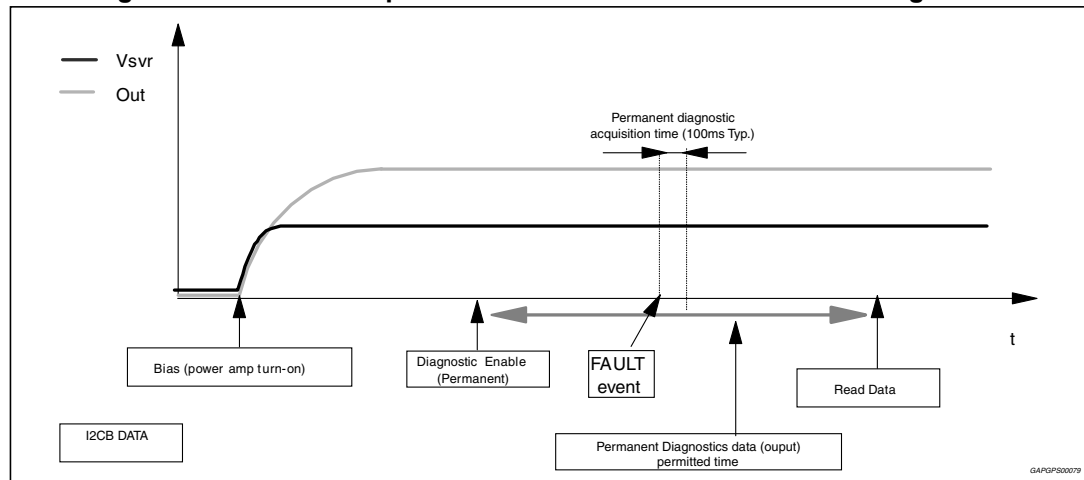 Vsvr
Out
Permanent diagnostic
acquisition time (100ms Typ.)
t
Bias (power amp turn-on)
Diagnostic Enable
(Permanent)
FAULT
event
Read Data
I2CB DATA
Permanent Diagnostics data (ouput)
permitted time
GAPGPS00079